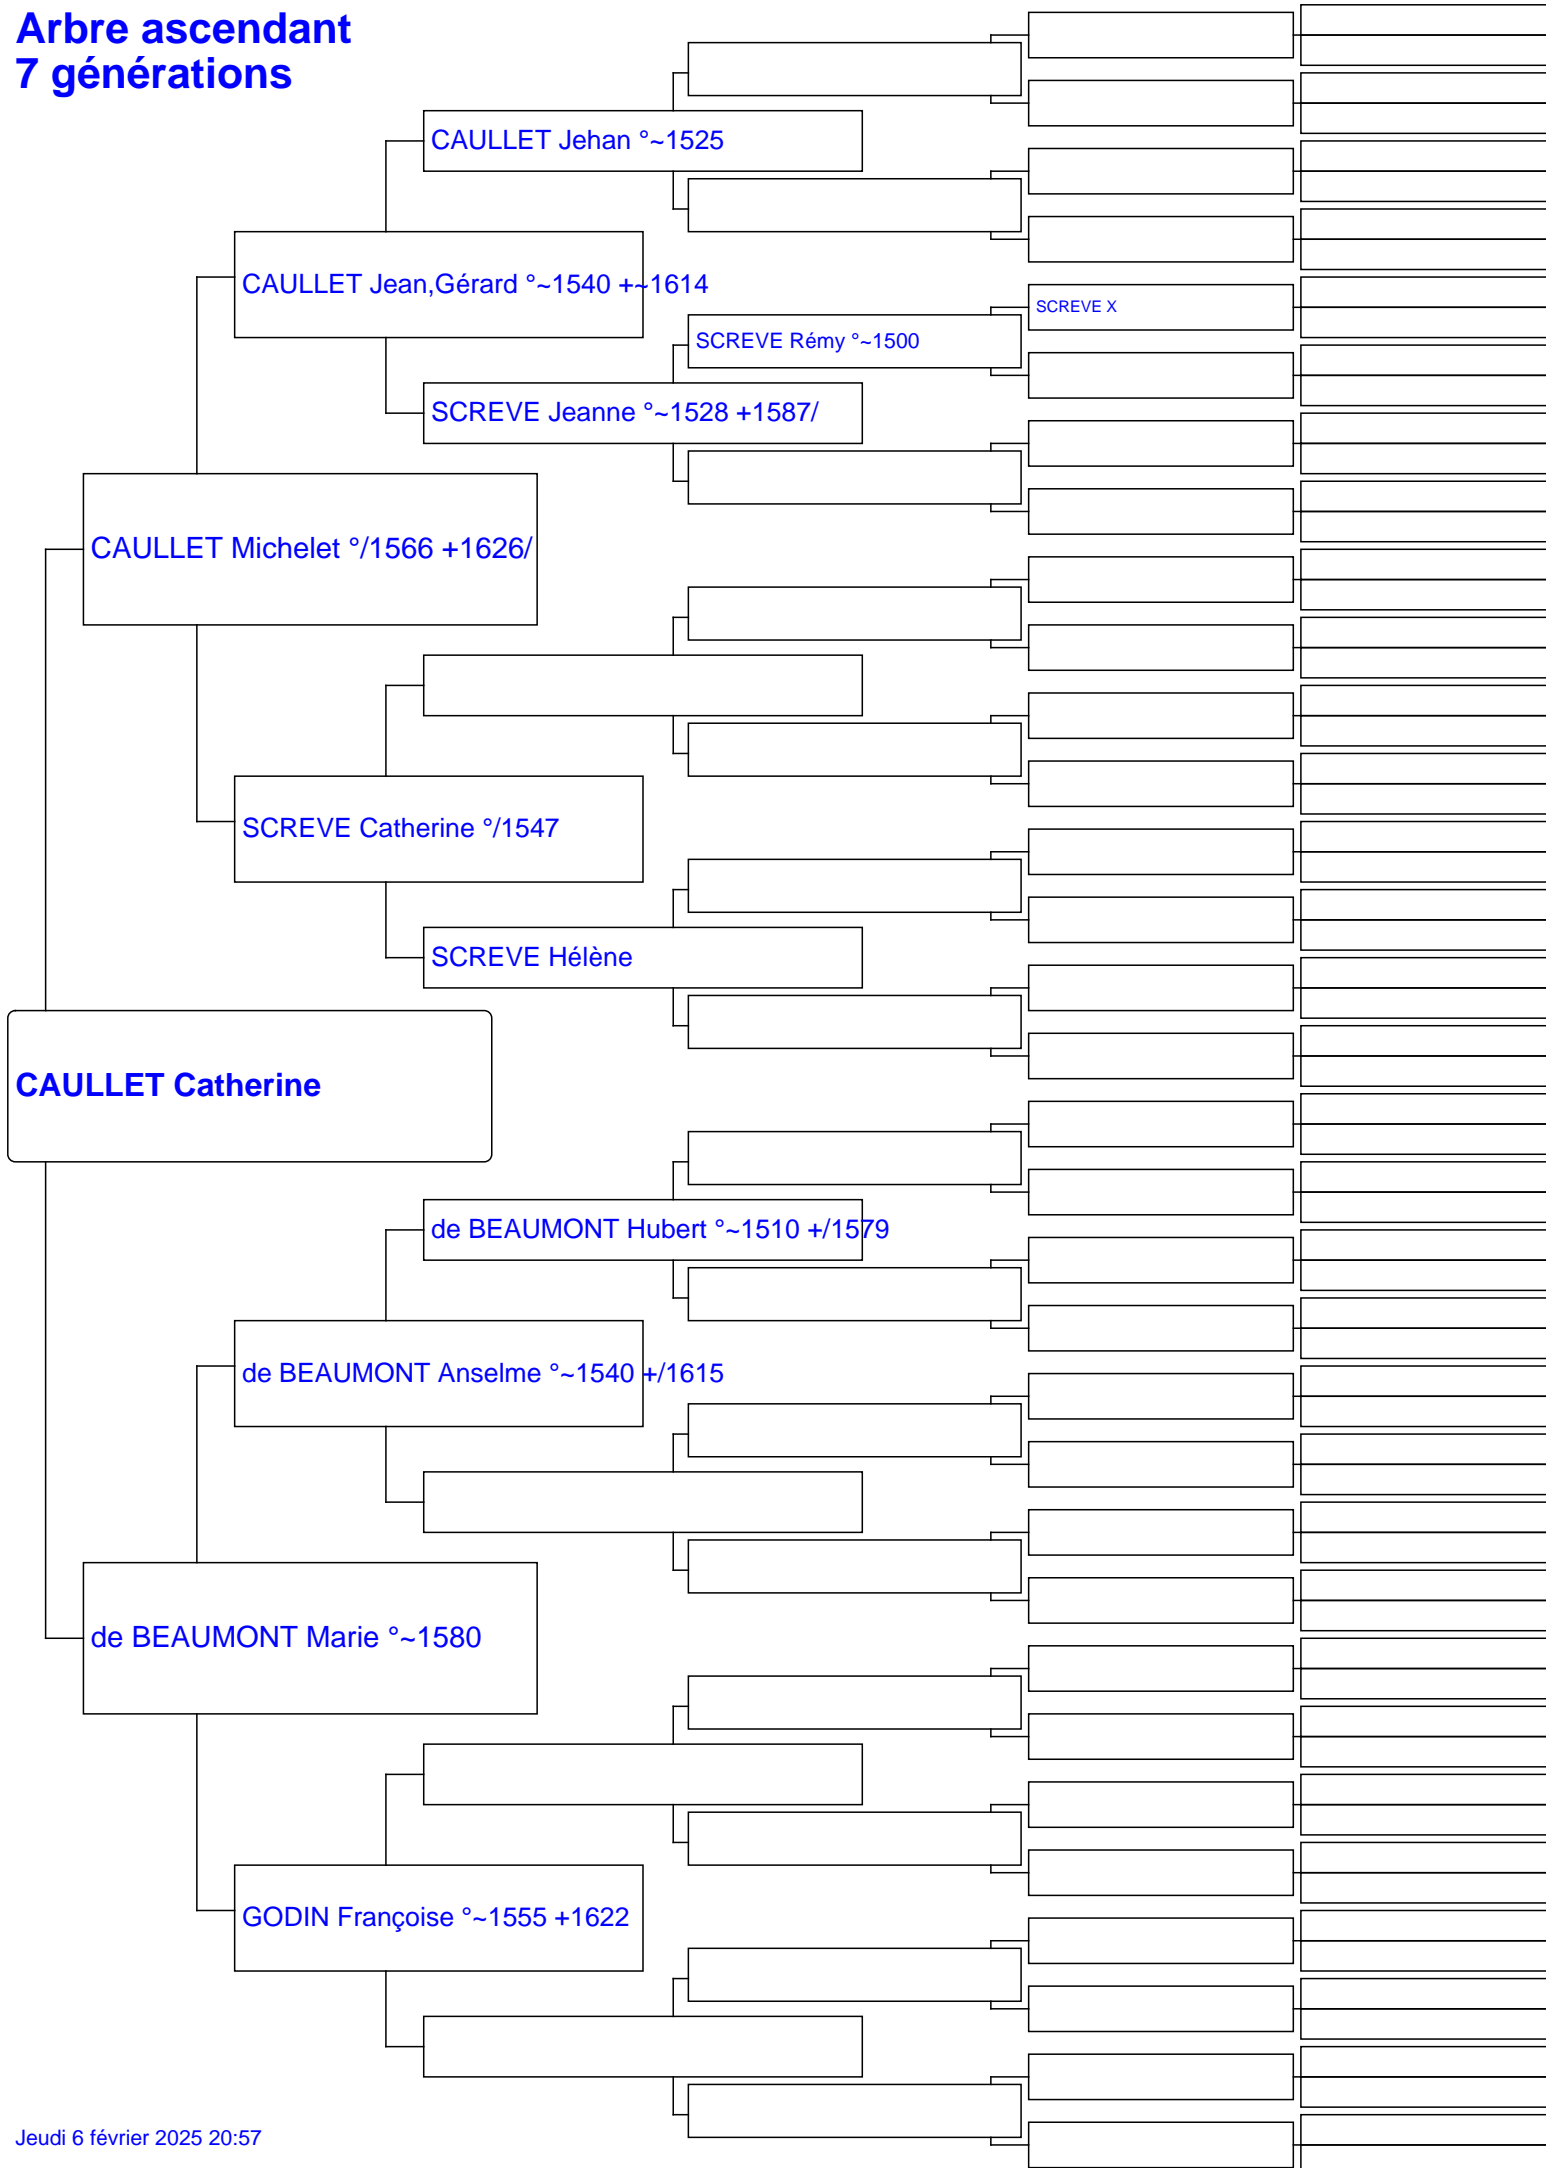 Arbre ascendant
7 générations
CAULLET Jehan °~1525
CAULLET Jean,Gérard °~1540 +~1614
SCREVE X
SCREVE Rémy °~1500
SCREVE Jeanne °~1528 +1587/
CAULLET Michelet °/1566 +1626/
SCREVE Catherine °/1547
SCREVE Hélène
CAULLET Catherine
de BEAUMONT Hubert °~1510 +/1579
de BEAUMONT Anselme °~1540 +/1615
de BEAUMONT Marie °~1580
GODIN Françoise °~1555 +1622
Jeudi 6 février 2025 20:57